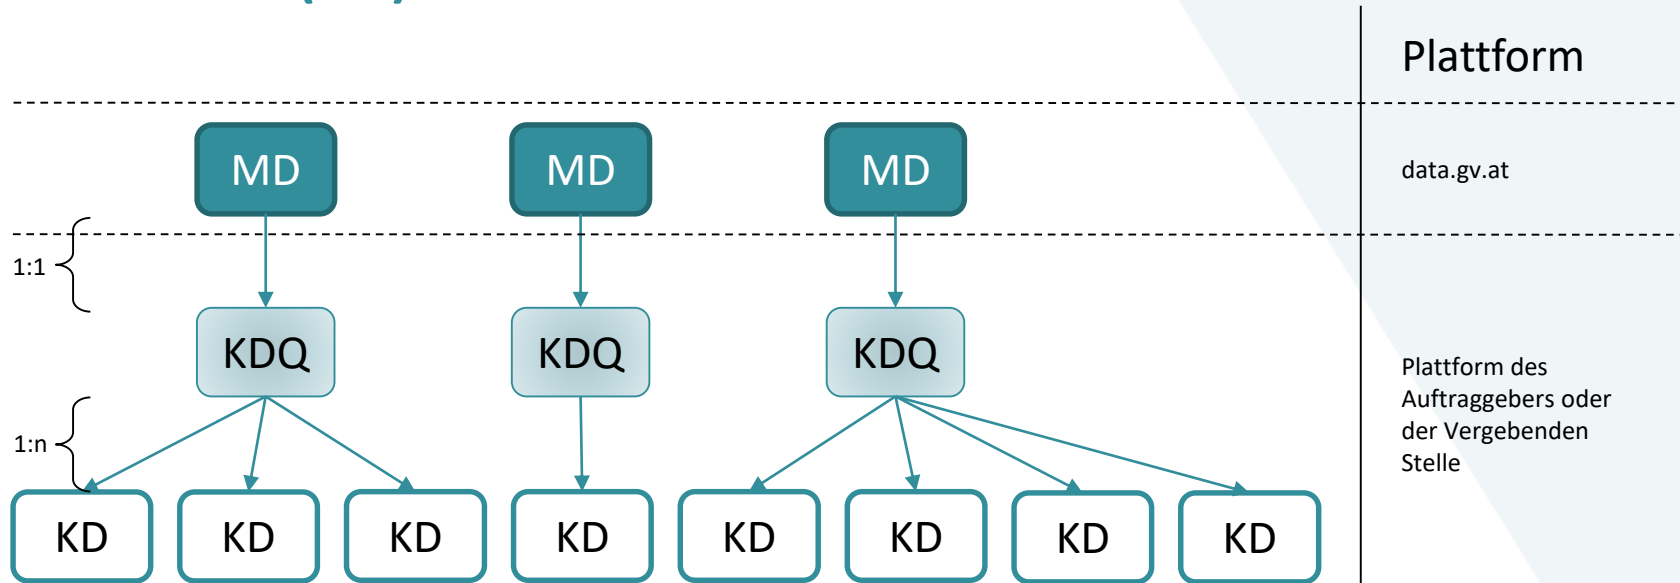 Plattform
MD
MD
MD
data.gv.at
1:1
KDQ
KDQ
KDQ
Plattform des
Auftraggebers oder
der Vergebenden
Stelle
1:n
KD
KD
KD
KD
KD
KD
KD
KD